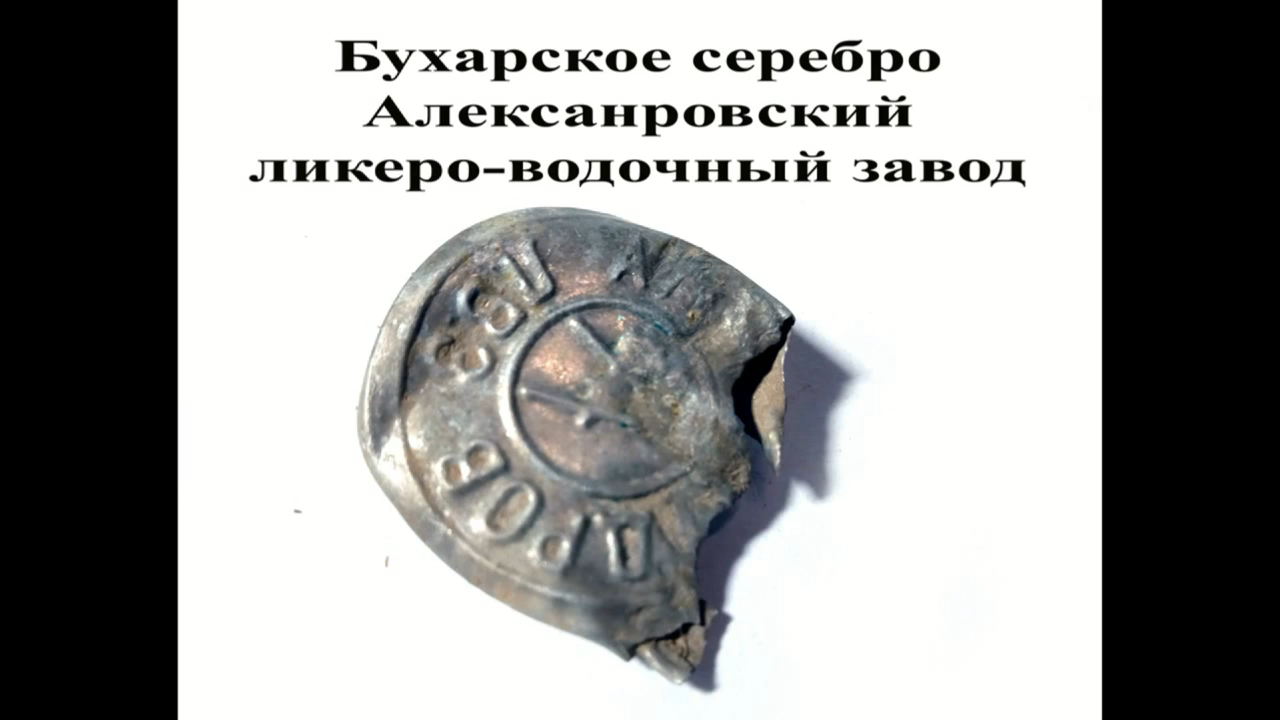 Бухарское серебро
Алексанровский
ликеро-водочный завод